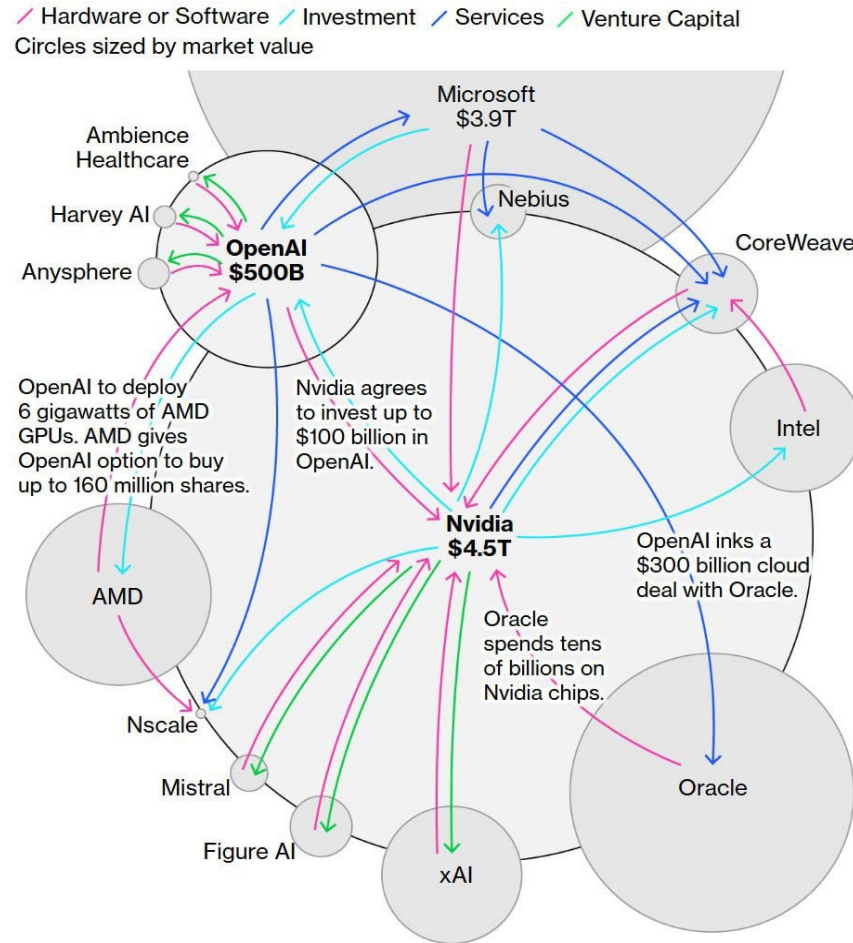 Hardware or Software Investment Services Venture Capital
Circles sized by market value
Microsoft
$3.9T
Ambience
Healthcare
Harvey AI
Anysphere
OpenAI
$500B
Nebius
CoreWeave
Intel
OpenAI to deploy
6 gigawatts of AMD
GPUs. AMD gives
OpenAI option to buy
up to 160 million shares.
Nvidia agrees
to invest up to
$100 billion in
OpenAI.
Nvidia
$4.5T
OpenAI inks a
$300 billion cloud
deal with Oracle.
AMD
Oracle
spends tens
of billions on
Nvidia chips.
Nscale
Mistral
Figure AI
xAI
Oracle